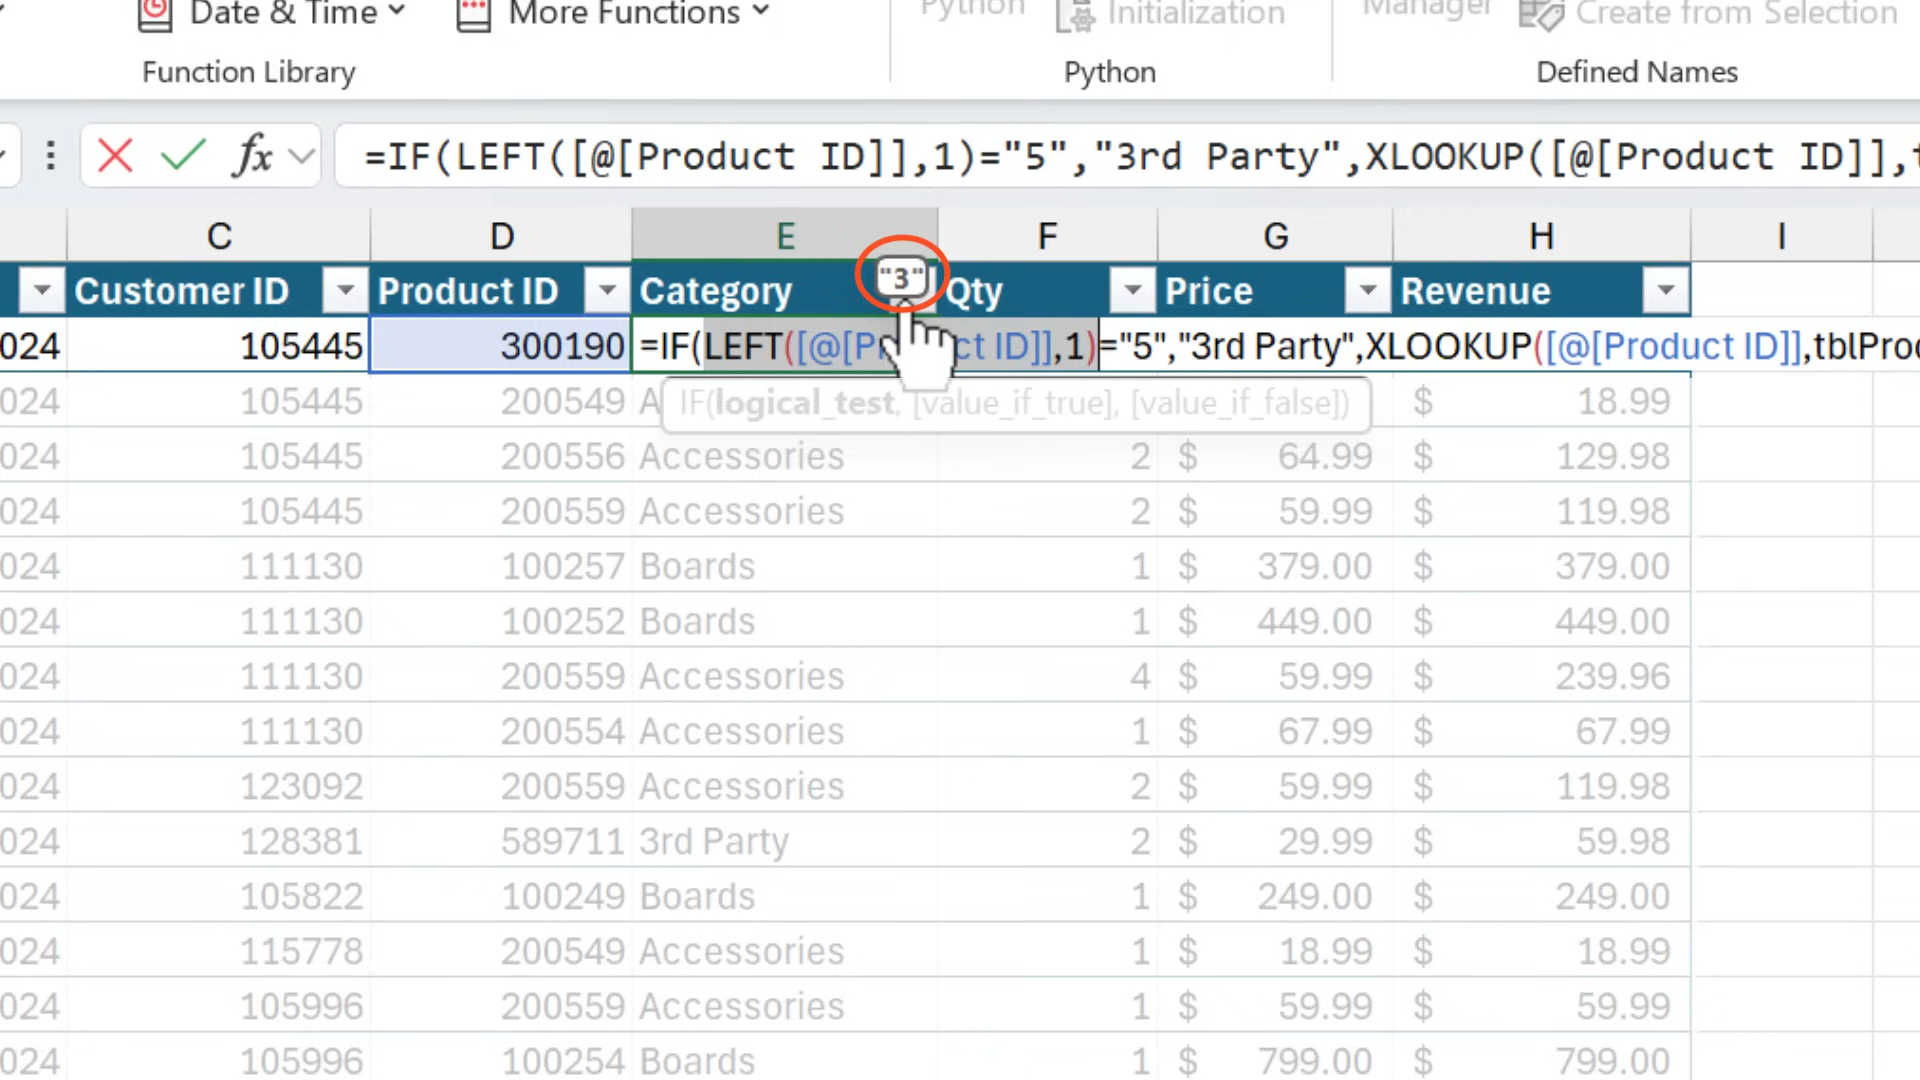 Date & Time More Functions Python Initialization Manager Create from Selection
Function Library Python Defined Names
fx =IF(LEFT([@[Product ID]],1)="5","3rd Party",XLOOKUP([@[Product ID]],t
C D E F G H I
Customer ID Product ID Category "3" Qty Price Revenue
024 105445 300190 =IF(LEFT([@[Pr ct ID]],1)="5","3rd Party",XLOOKUP([@[Product ID]],tblProd
024 105445 200549 A IF(logical_test, [value_if_true], [value_if_false]) $ 18.99
024 105445 200556 Accessories 2 $ 64.99 $ 129.98
024 105445 200559 Accessories 2 $ 59.99 $ 119.98
024 111130 100257 Boards 1 $ 379.00 $ 379.00
024 111130 100252 Boards 1 $ 449.00 $ 449.00
024 111130 200559 Accessories 4 $ 59.99 $ 239.96
024 111130 200554 Accessories 1 $ 67.99 $ 67.99
024 123092 200559 Accessories 2 $ 59.99 $ 119.98
024 128381 589711 3rd Party 2 $ 29.99 $ 59.98
024 105822 100249 Boards 1 $ 249.00 $ 249.00
024 115778 200549 Accessories 1 $ 18.99 $ 18.99
024 105996 200559 Accessories 1 $ 59.99 $ 59.99
024 105996 100254 Boards 1 $ 799.00 $ 799.00